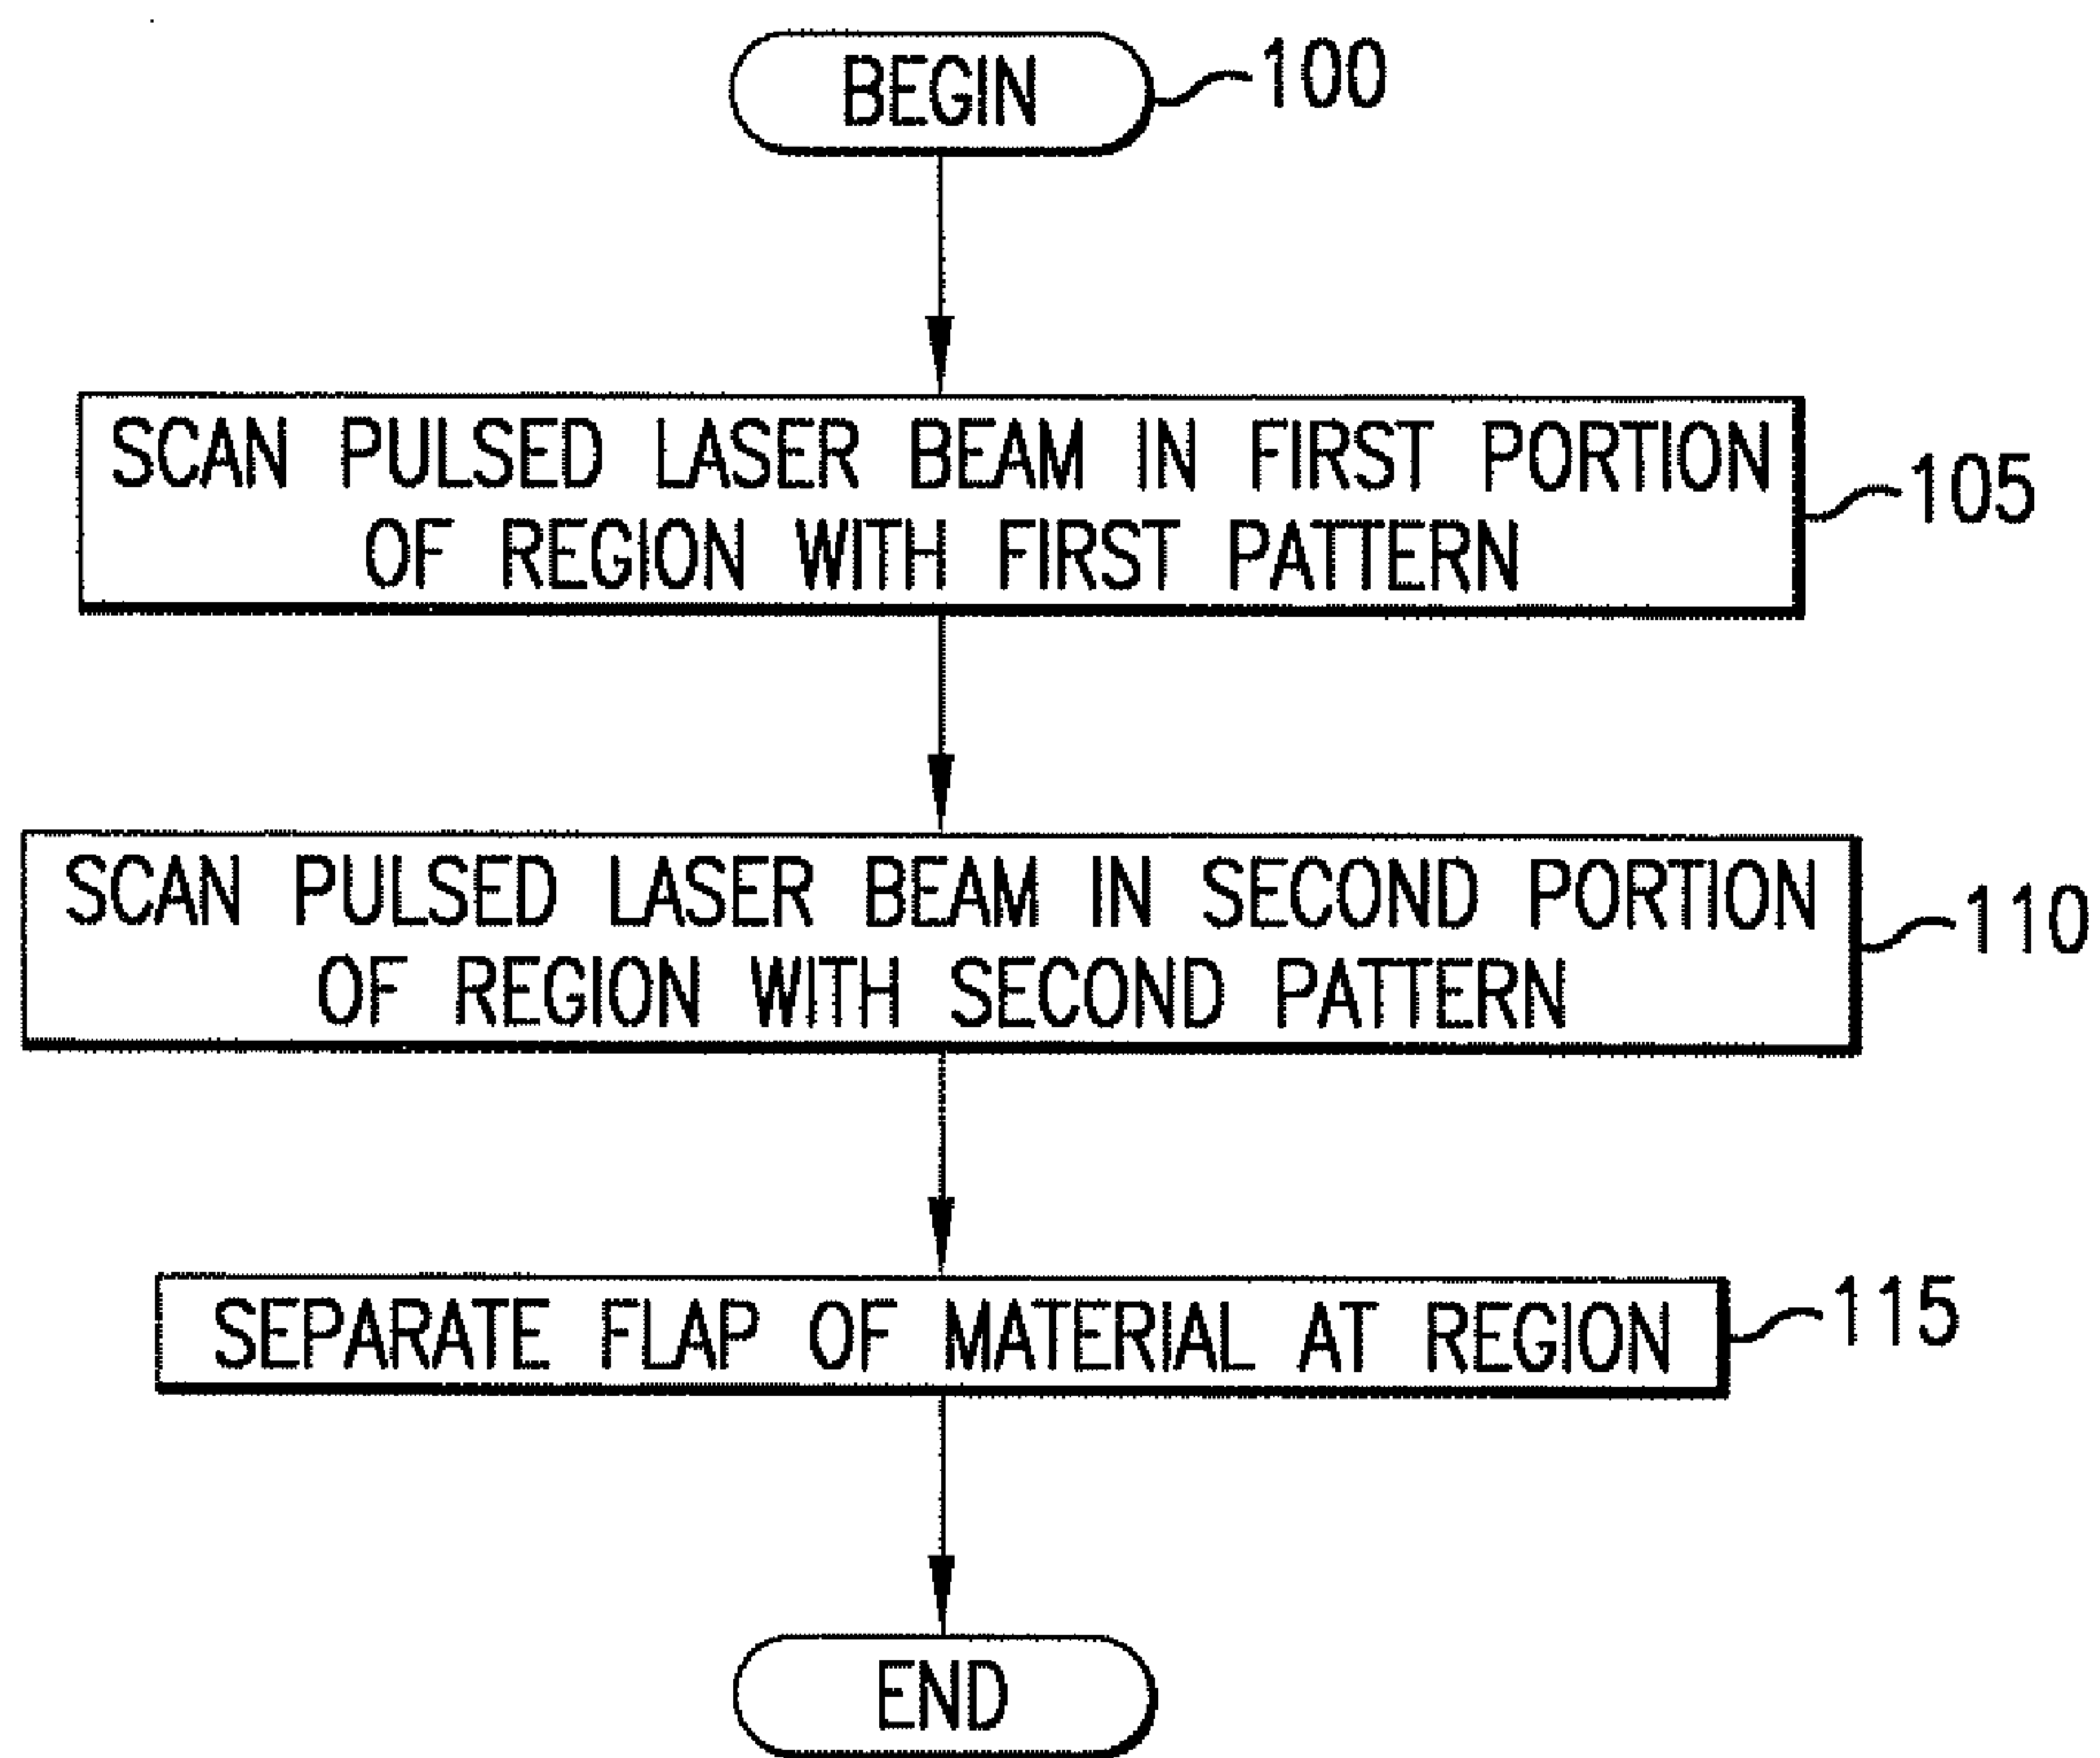 BEGIN
100
SCAN PULSED LASER BEAM IN FIRST PORTION
OF REGION WITH FIRST PATTERN
105
SCAN PULSED LASER BEAM IN SECOND PORTION
OF REGION WITH SECOND PATTERN
110
SEPARATE FLAP OF MATERIAL AT REGION
115
END